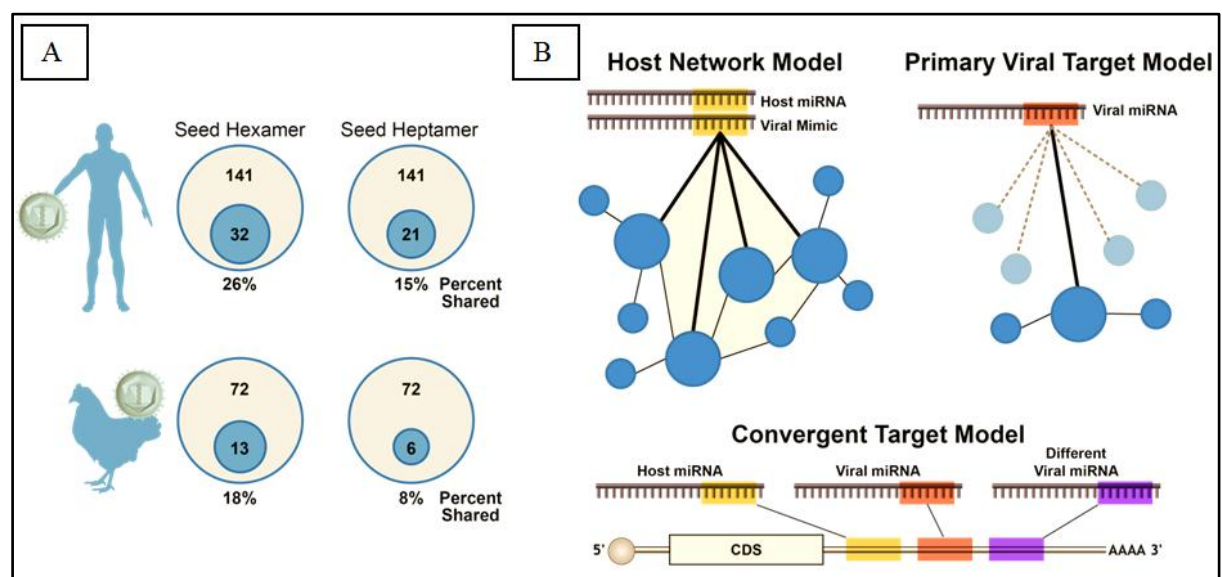 A
Seed Hexamer
Seed Heptamer
141
141
32
21
26%
15%
Percent
Shared
72
72
13
6
18%
8%
Percent
Shared
B
Host Network Model
Host miRNA
Viral Mimic
Primary Viral Target Model
Viral miRNA
Convergent Target Model
Host miRNA
Viral miRNA
Different
Viral miRNA
5'
CDS
AAAA 3'